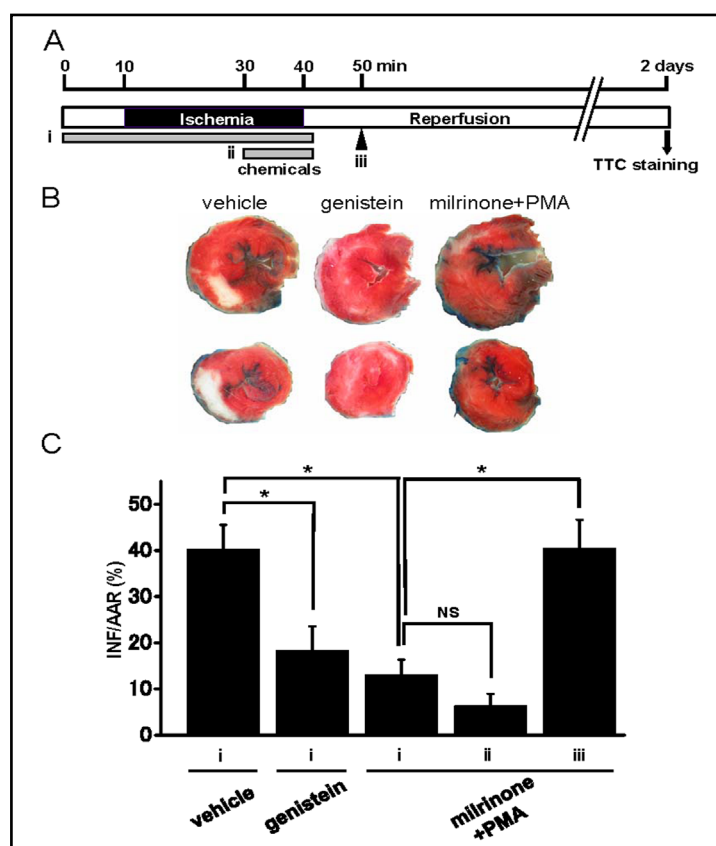 A
0 10 30 40 50 min 2 days
Ischemia Reperfusion
i
ii chemicals iii TTC staining
B
vehicle genistein milrinone+PMA
C
* * *
NS
INF/AAR (%)
50
40
30
20
10
0
i i i ii iii
vehicle genistein milrinone
+PMA